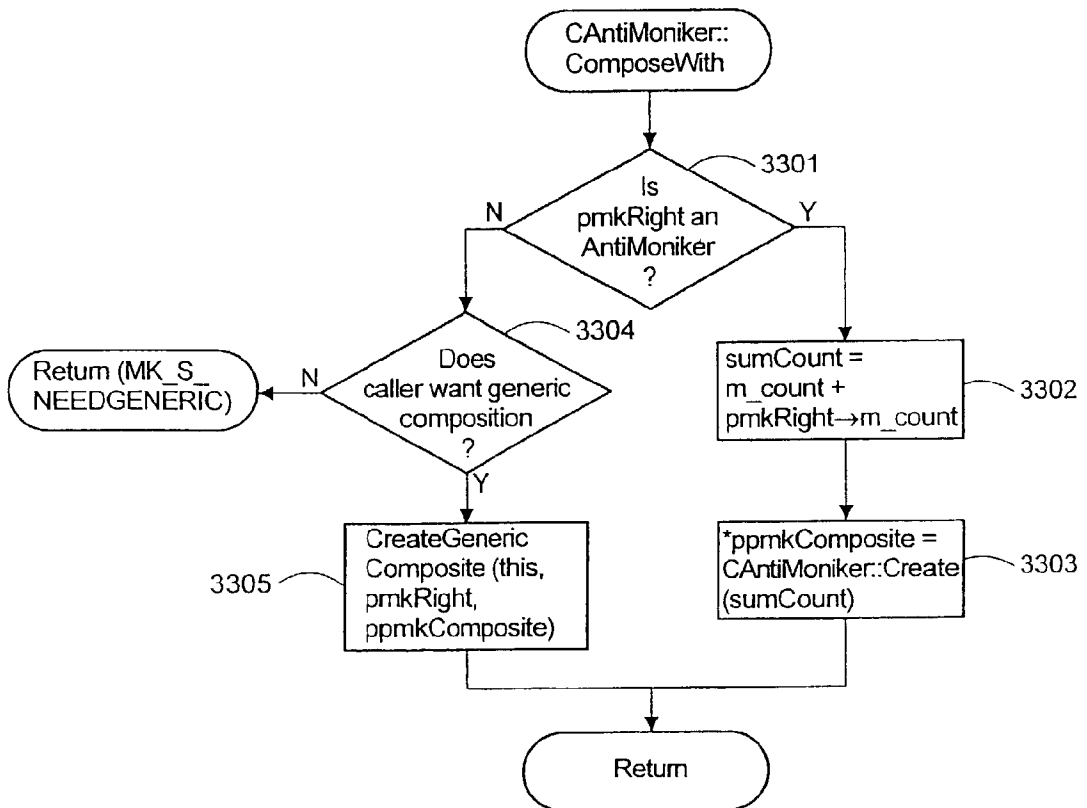 CAntiMoniker::
ComposeWith
3301
Is
pmkRight an
AntiMoniker
?
N
Y
3304
Does
caller want generic
composition
?
N
Y
Return (MK_S_
NEEDGENERIC)
sumCount =
m_count +
pmkRight→m_count
3302
CreateGeneric
Composite (this,
pmkRight,
ppmkComposite)
3305
*ppmkComposite =
CAntiMoniker::Create
(sumCount)
3303
Return